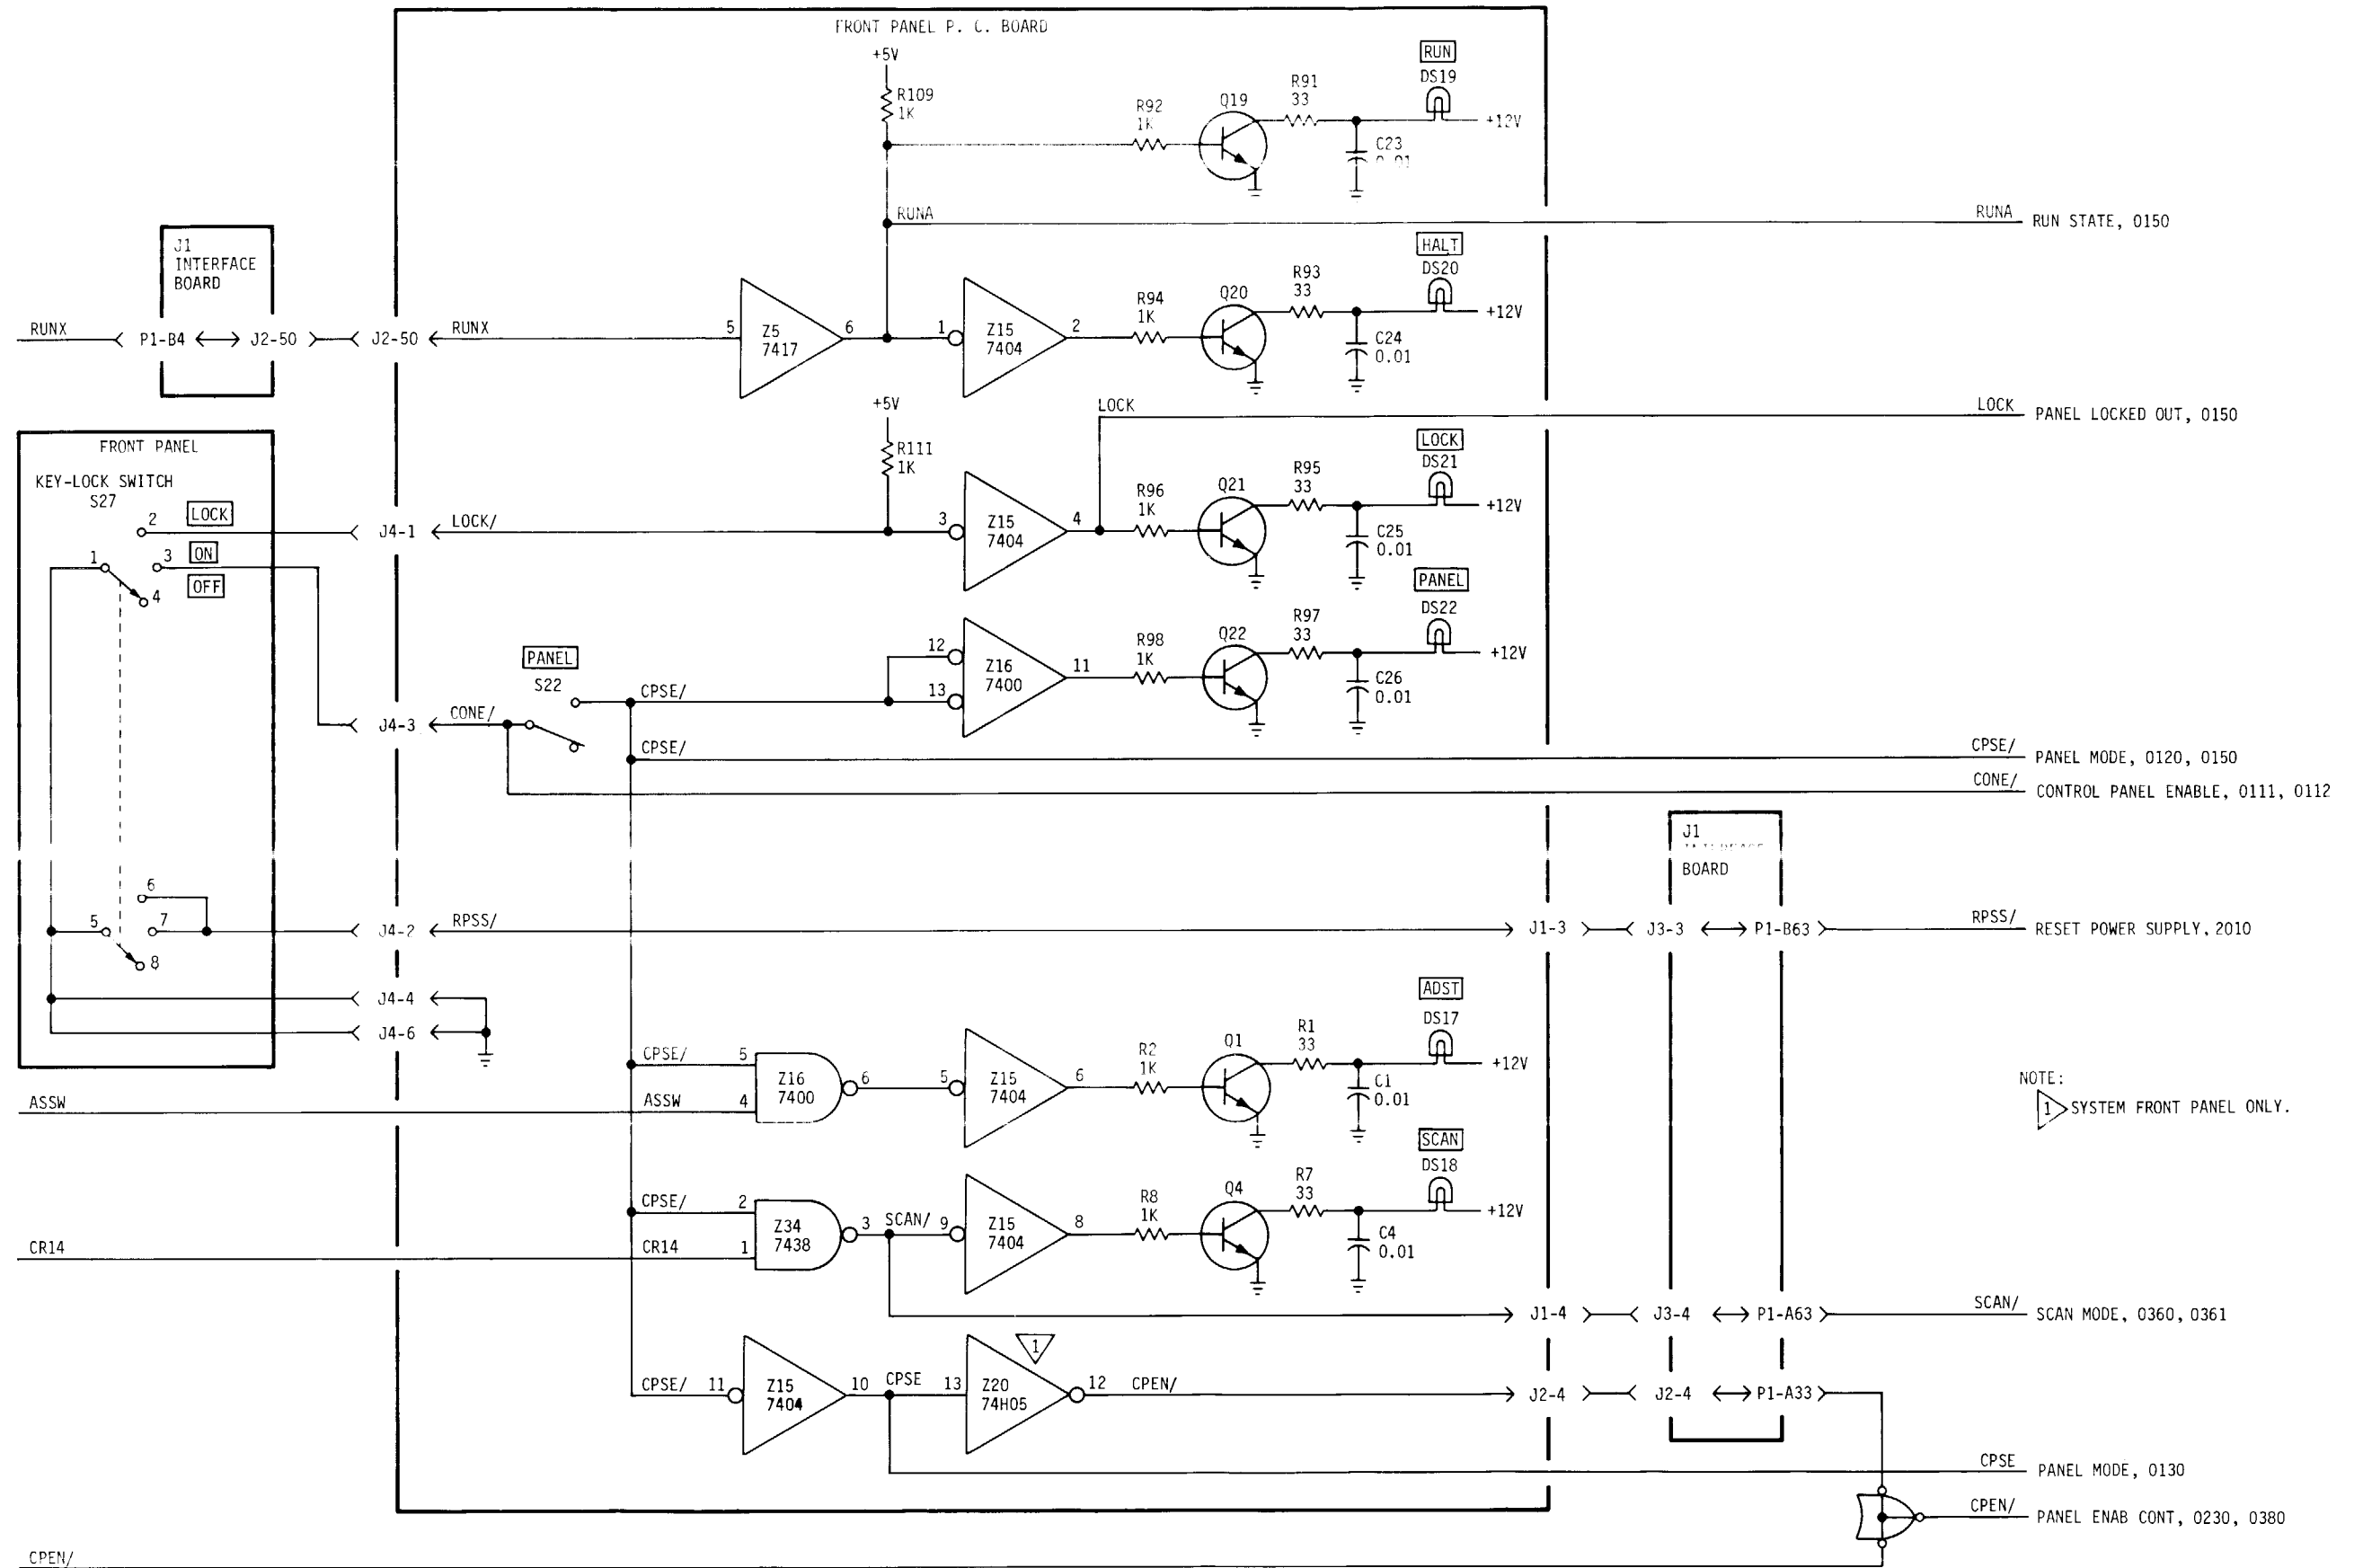 FRONT PANEL P. C. BOARD
+5V
R109
1K
R92
1K
Q19
R91
33
RUN
DS19
+12V
C23
RUNA
RUNA
RUN STATE, 0150
J1
INTERFACE
BOARD
RUNX
P1-B4
J2-50
J2-50
RUNX
5
Z5
7417
6
1
Z15
7404
2
R94
1K
Q20
R93
33
HALT
DS20
+12V
C24
0.01
+5V
R111
1K
LOCK
LOCK
PANEL LOCKED OUT, 0150
FRONT PANEL
KEY-LOCK SWITCH
S27
2
LOCK
1
3
ON
OFF
4
J4-1
LOCK/
3
Z15
7404
4
R96
1K
Q21
R95
33
LOCK
DS21
+12V
C25
0.01
PANEL
S22
J4-3
CONE/
CPSE/
12
13
Z16
7400
11
R98
1K
Q22
R97
33
PANEL
DS22
+12V
C26
0.01
CPSE/
CPSE/
PANEL MODE, 0120, 0150
CONE/
CONTROL PANEL ENABLE, 0111, 0112
J1
BOARD
6
5
7
8
J4-2
RPSS/
J1-3
J3-3
P1-B63
RPSS/
RESET POWER SUPPLY, 2010
J4-4
J4-6
CPSE/
5
ASSW
ASSW
4
Z16
7400
6
5
Z15
7404
6
R2
1K
Q1
R1
33
ADST
DS17
+12V
C1
0.01
NOTE:
1 SYSTEM FRONT PANEL ONLY.
CPSE/
2
CR14
CR14
1
Z34
7438
3
SCAN/
9
Z15
7404
8
R8
1K
Q4
R7
33
SCAN
DS18
+12V
C4
0.01
J1-4
J3-4
P1-A63
SCAN/
SCAN MODE, 0360, 0361
CPSE/
11
Z15
7404
10
CPSE
13
Z20
74H05
1
12
CPEN/
J2-4
J2-4
P1-A33
CPSE
PANEL MODE, 0130
CPEN/
PANEL ENAB CONT, 0230, 0380
CPEN/